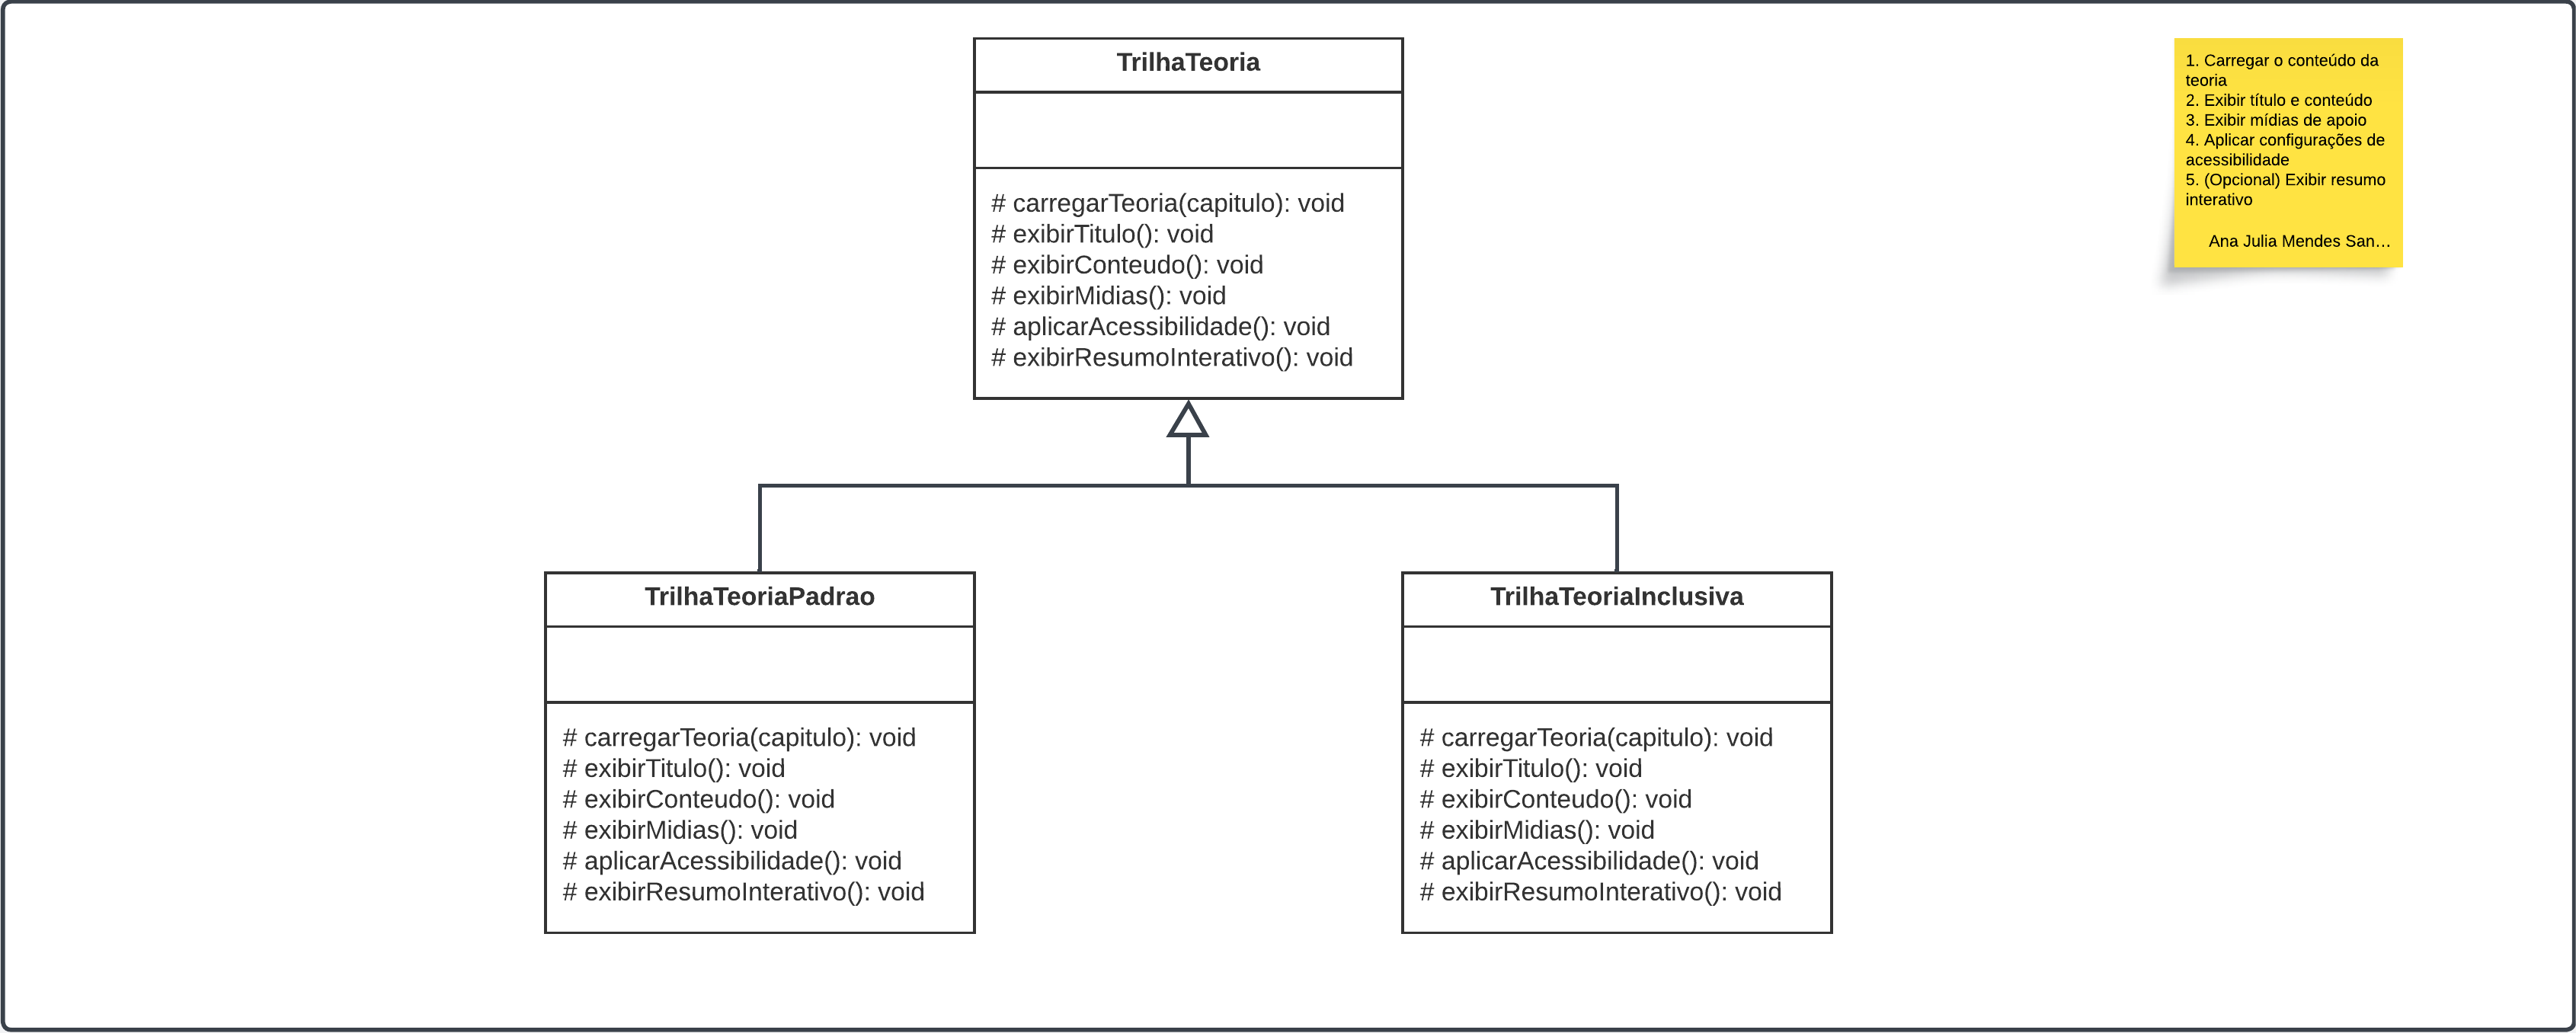 TrilhaTeoria
# carregarTeoria(capitulo): void
# exibirTitulo(): void
# exibirConteudo(): void
# exibirMidias(): void
# aplicarAcessibilidade(): void
# exibirResumoInterativo(): void
1. Carregar o conteúdo da
teoria
2. Exibir título e conteúdo
3. Exibir mídias de apoio
4. Aplicar configurações de
acessibilidade
5. (Opcional) Exibir resumo
interativo
Ana Julia Mendes San...
TrilhaTeoriaPadrao
# carregarTeoria(capitulo): void
# exibirTitulo(): void
# exibirConteudo(): void
# exibirMidias(): void
# aplicarAcessibilidade(): void
# exibirResumoInterativo(): void
TrilhaTeoriaInclusiva
# carregarTeoria(capitulo): void
# exibirTitulo(): void
# exibirConteudo(): void
# exibirMidias(): void
# aplicarAcessibilidade(): void
# exibirResumoInterativo(): void